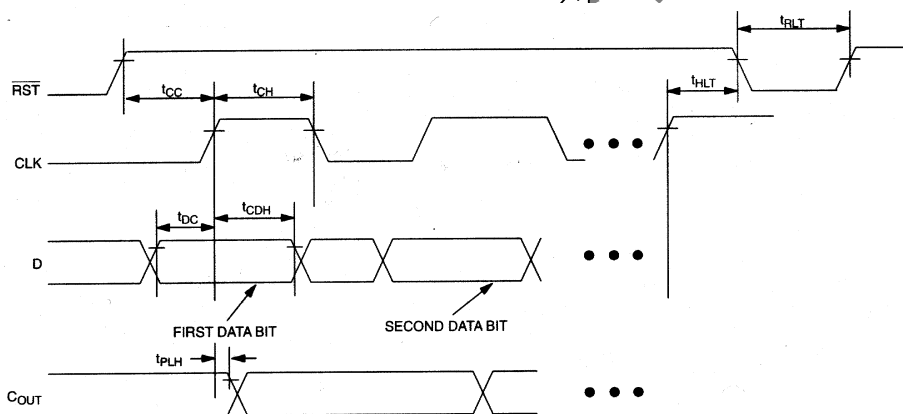 tRLT
RST
tCC
tCH
tHLT
CLK
tDC
tCDH
D
FIRST DATA BIT
SECOND DATA BIT
tPLH
COUT